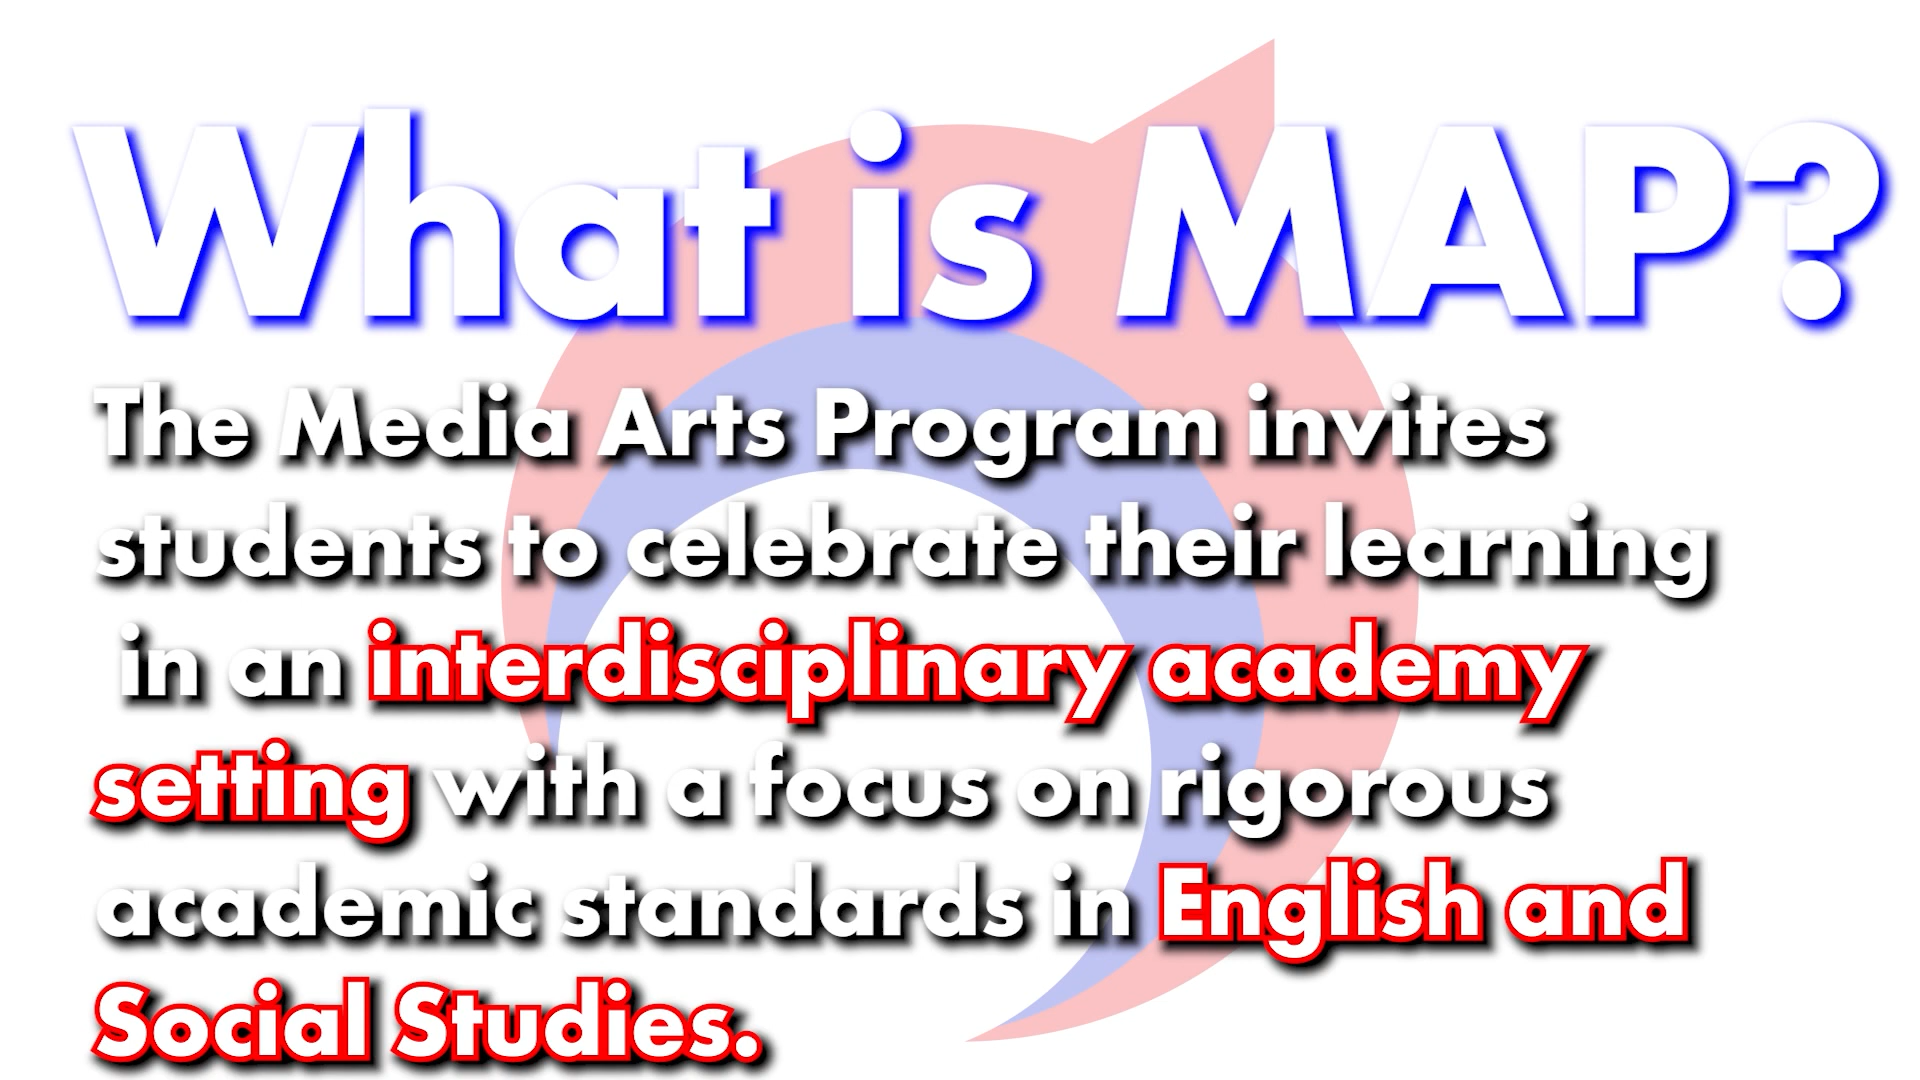 What is MAP?
The Media Arts Program invites
students to celebrate their learning
in an interdisciplinary academy
setting with a focus on rigorous
academic standards in English and
Social Studies.